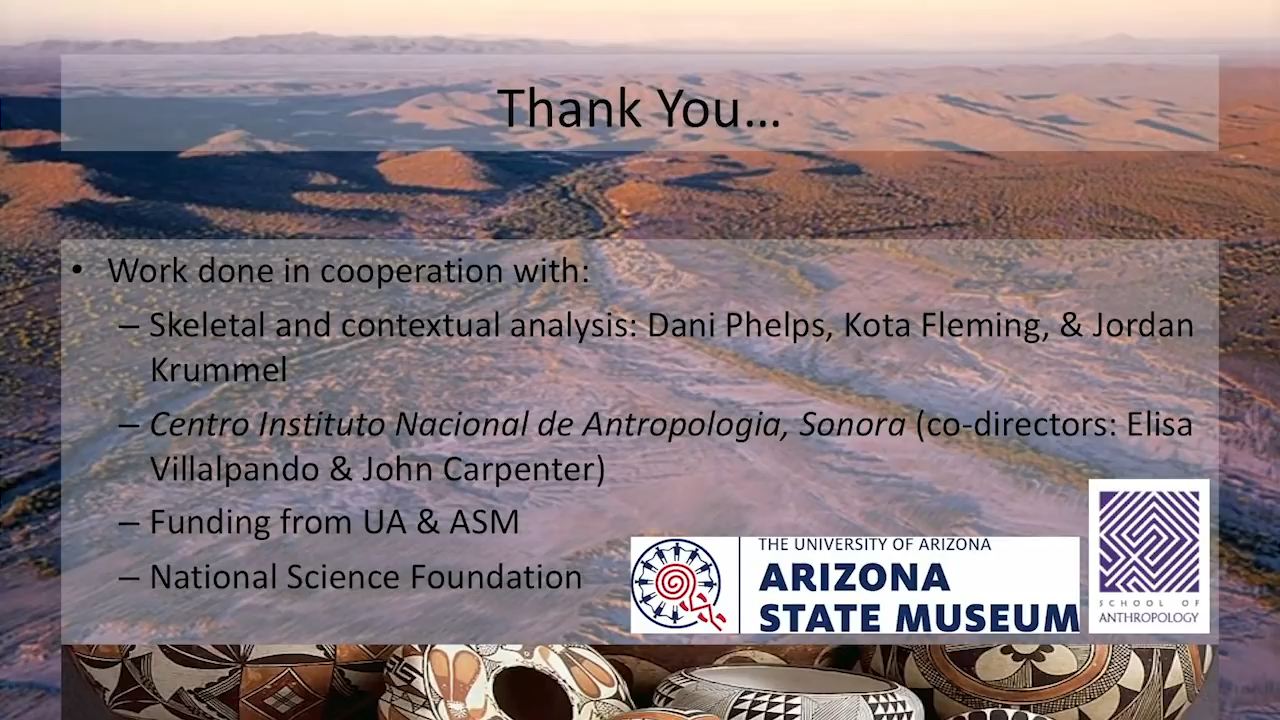 Thank You…
• Work done in cooperation with:
– Skeletal and contextual analysis: Dani Phelps, Kota Fleming, & Jordan
Krummel
– Centro Instituto Nacional de Antropologia, Sonora (co-directors: Elisa
Villalpando & John Carpenter)
– Funding from UA & ASM
– National Science Foundation
THE UNIVERSITY OF ARIZONA
ARIZONA
STATE MUSEUM
SCHOOL OF
ANTHROPOLOGY